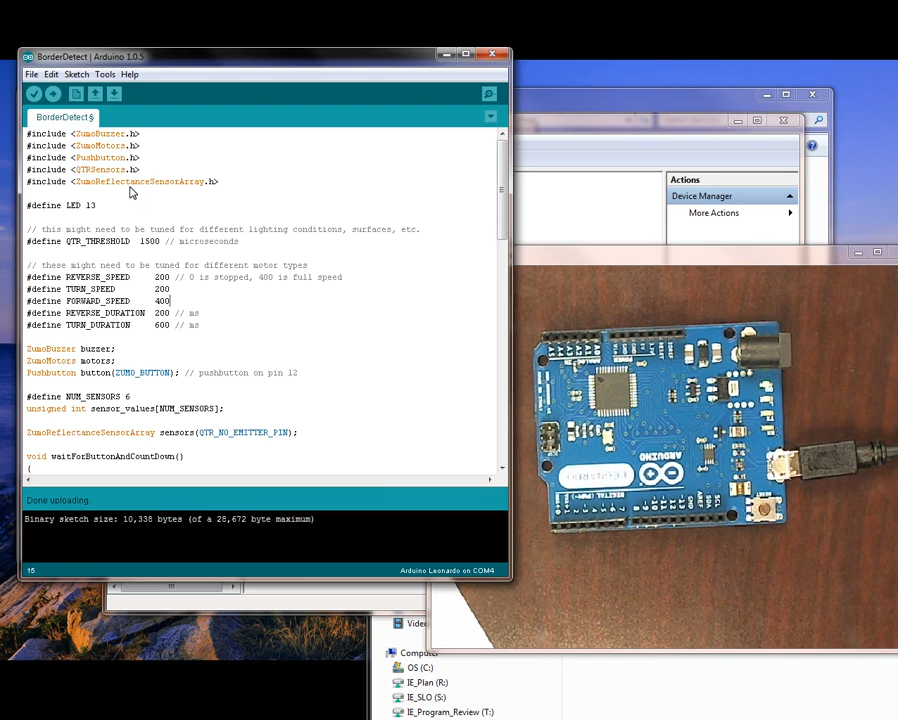 BorderDetect | Arduino 1.0.5
File Edit Sketch Tools Help
BorderDetect §
#include <ZumoBuzzer.h>
#include <ZumoMotors.h>
#include <Pushbutton.h>
#include <QTRSensors.h>
#include <ZumoReflectanceSensorArray.h>
#define LED 13
// this might need to be tuned for different lighting conditions, surfaces, etc.
#define QTR_THRESHOLD 1500 // microseconds
// these might need to be tuned for different motor types
#define REVERSE_SPEED 200 // 0 is stopped, 400 is full speed
#define TURN_SPEED 200
#define FORWARD_SPEED 400
#define REVERSE_DURATION 200 // ms
#define TURN_DURATION 600 // ms
ZumoBuzzer buzzer;
ZumoMotors motors;
Pushbutton button(ZUMO_BUTTON); // pushbutton on pin 12
#define NUM_SENSORS 6
unsigned int sensor_values[NUM_SENSORS];
ZumoReflectanceSensorArray sensors(QTR_NO_EMITTER_PIN);
void waitForButtonAndCountDown()
{
Done uploading.
Binary sketch size: 10,338 bytes (of a 28,672 byte maximum)
15
Arduino Leonardo on COM4
Actions
Device Manager
More Actions
POWER
LEONARDO
ARDUINO
RESET
Computer
OS (C:)
IE_Plan (R:)
IE_SLO (S:)
IE_Program_Review (T:)